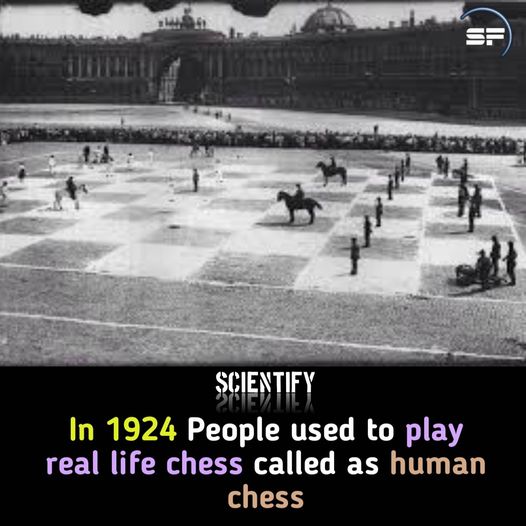 SF
SCIENTIFY
In 1924 People used to play
real life chess called as human
chess